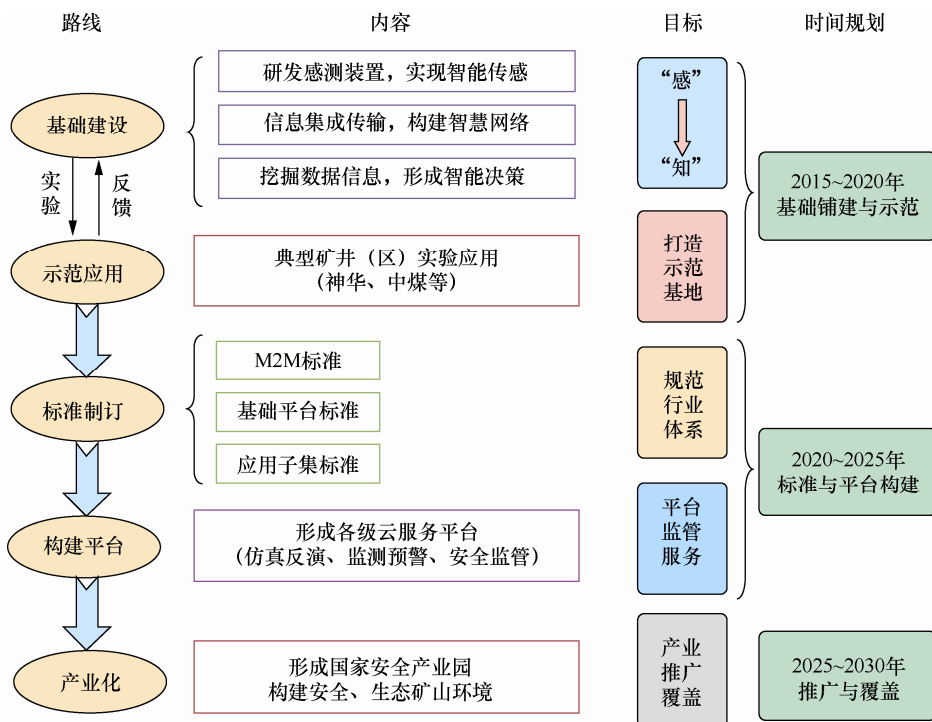 路线
内容
目标
时间规划
基础建设
研发感测装置，实现智能传感
信息集成传输，构建智慧网络
挖掘数据信息，形成智能决策
“感”
“知”
2015~2020年
基础铺建与示范
实验
反馈
示范应用
典型矿井（区）实验应用
（神华、中煤等）
打造
示范
基地
标准制订
M2M标准
基础平台标准
应用子集标准
规范
行业
体系
2020~2025年
标准与平台构建
构建平台
形成各级云服务平台
（仿真反演、监测预警、安全监管）
平台
监管
服务
产业化
形成国家安全产业园
构建安全、生态矿山环境
产业
推广
覆盖
2025~2030年
推广与覆盖